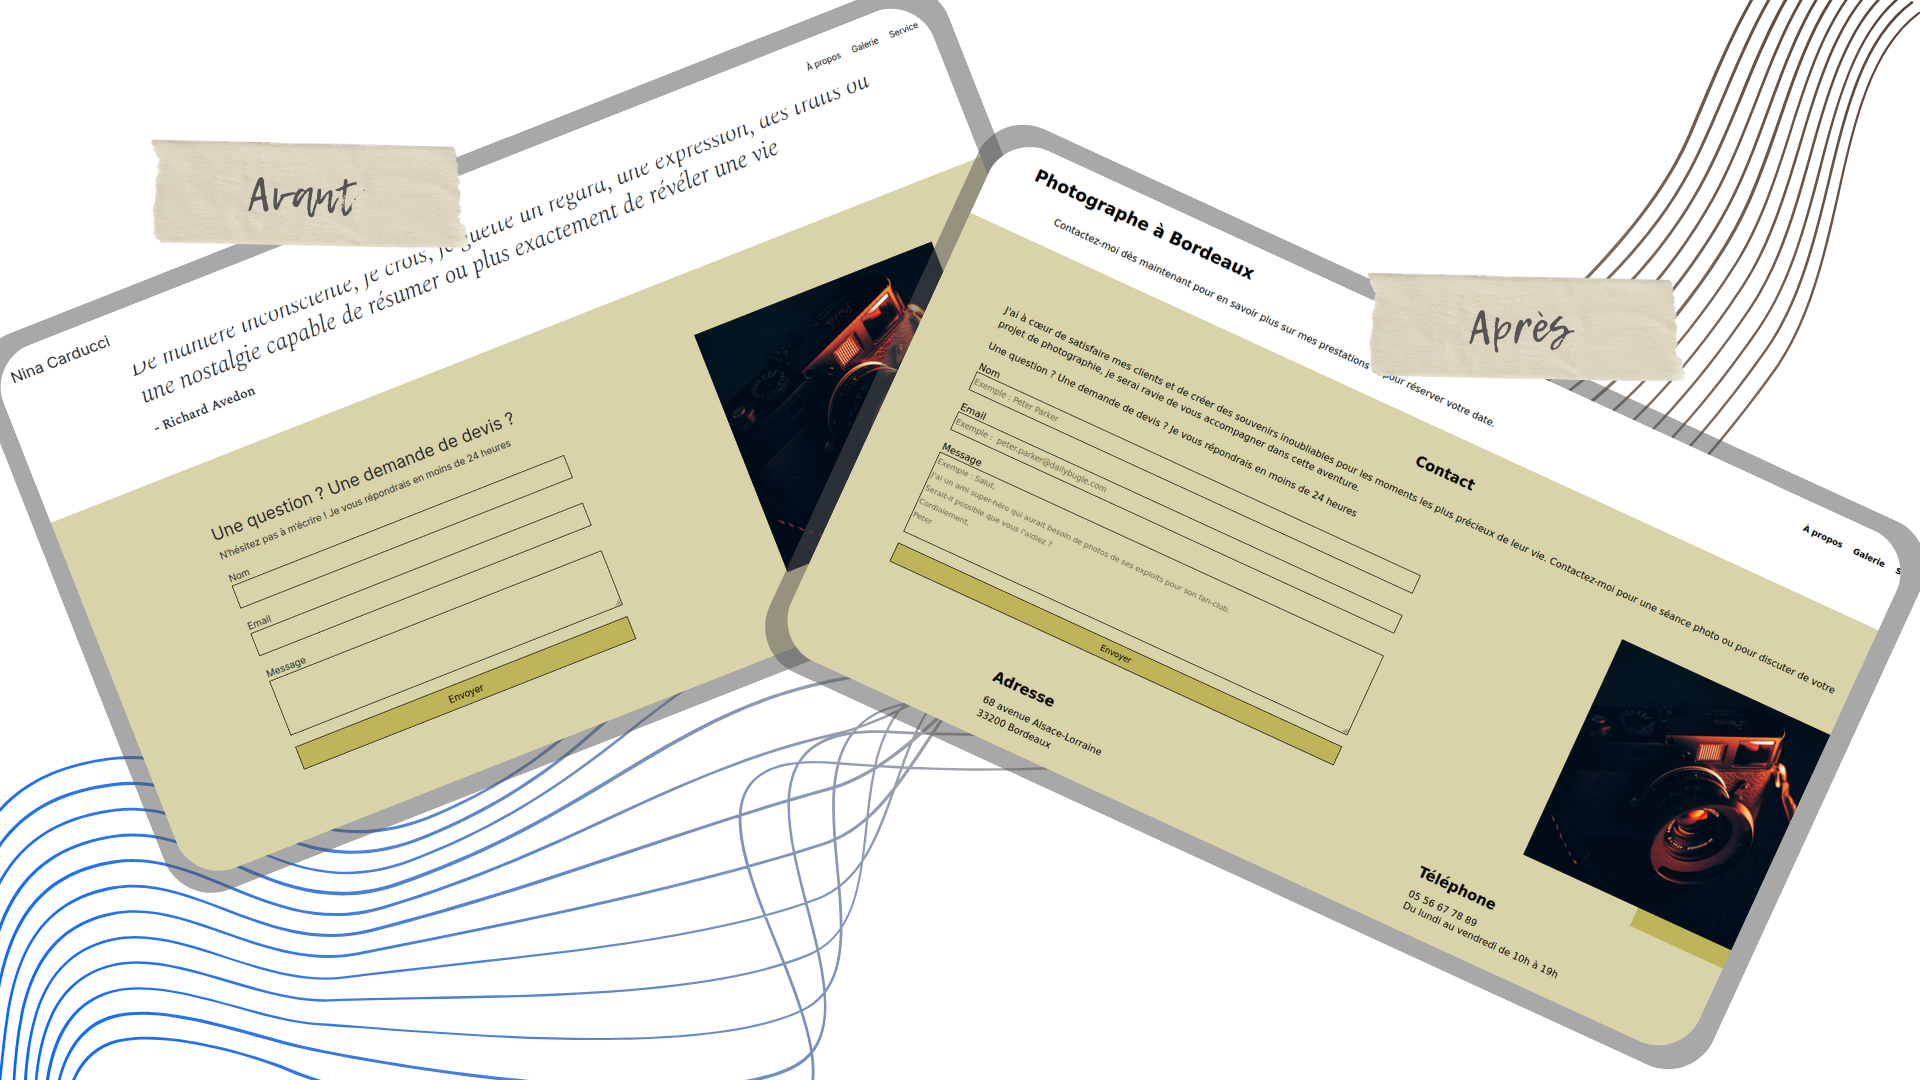 Avant
À propos Galerie Service
Nina Carducci
De manière inconsciente, je crois, je guette un regard, une expression, des traits ou
une nostalgie capable de résumer ou plus exactement de révéler une vie
- Richard Avedon
Une question ? Une demande de devis ?
N'hésitez pas à m'écrire ! Je vous répondrais en moins de 24 heures
Nom
Email
Message
Envoyer
Après
À propos Galerie S
Photographe à Bordeaux
Contactez-moi dès maintenant pour en savoir plus sur mes prestations pour réserver votre date.
Contact
J'ai à cœur de satisfaire mes clients et de créer des souvenirs inoubliables pour les moments les plus précieux de leur vie. Contactez-moi pour une séance photo ou pour discuter de votre
projet de photographie, je serai ravie de vous accompagner dans cette aventure.
Une question ? Une demande de devis ? Je vous répondrais en moins de 24 heures
Nom
Exemple : Peter Parker
Email
Exemple : peter.parker@dailybugle.com
Message
Exemple : Salut,
J'ai un ami super-héro qui aurait besoin de photos de ses exploits pour son fan-club.
Serait-il possible que vous l'aidiez ?
Cordialement,
Peter
Envoyer
Adresse
68 avenue Alsace-Lorraine
33200 Bordeaux
Téléphone
05 56 67 78 89
Du lundi au vendredi de 10h à 19h